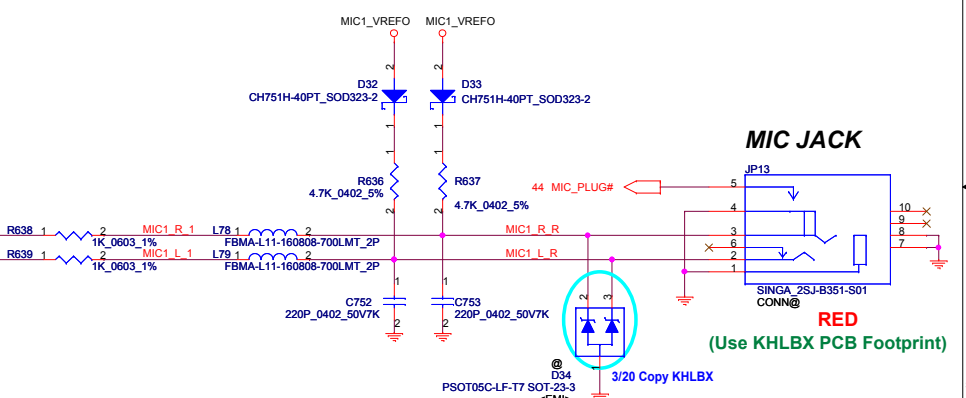 MIC1_VREFO MIC1_VREFO
2 2
D32 D33
CH751H-40PT_SOD323-2 CH751H-40PT_SOD323-2
1 1
MIC JACK
1 1
JP13
R636 R637
4.7K_0402_5% 4.7K_0402_5%
44 MIC_PLUG# 5
2 2
4 10
9
R638 1 2 MIC1_R_1 L78 1 2 MIC1_R_R 3 8
1K_0603_1% FBMA-L11-160808-700LMT_2P
6 7
R639 1 2 MIC1_L_1 L79 1 2 MIC1_L_R 2
1K_0603_1% FBMA-L11-160808-700LMT_2P
1
1 1
C752 C753
220P_0402_50V7K 220P_0402_50V7K
2 2
2 3
SINGA_2SJ-B351-S01
CONN@
RED
(Use KHLBX PCB Footprint)
@
1
D34
3/20 Copy KHLBX
PSOT05C-LF-T7 SOT-23-3